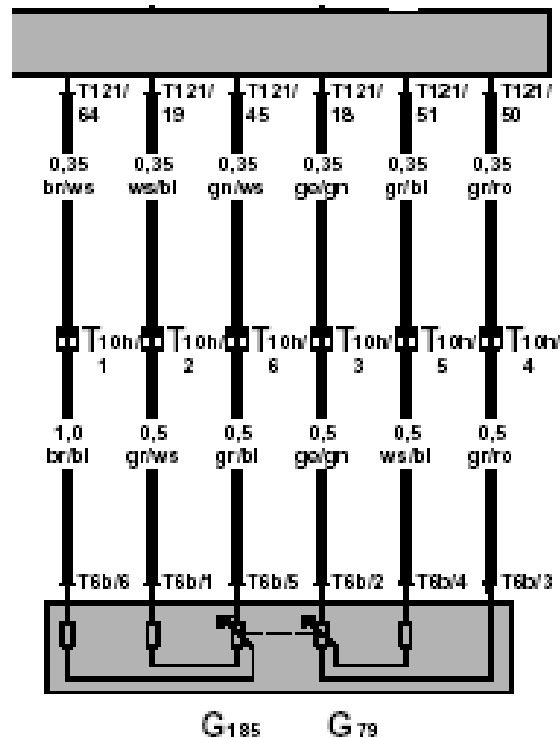 T121/ T121/ T121/ T121/ T121/ T121/
64 19 45 18 51 50
0,35 0,35 0,35 0,35 0,35 0,35
br/ws ws/bl gn/ws ge/gn gr/bl gr/ro
T10h/ T10h/ T10h/ T10h/ T10h/ T10h/
1 2 6 3 5 4
1,0 0,5 0,5 0,5 0,5 0,5
br/bl gr/ws gr/bl ge/gn ws/bl gr/ro
T6b/6 T6b/1 T6b/5 T6b/2 T6b/4 T6b/3
G185 G79